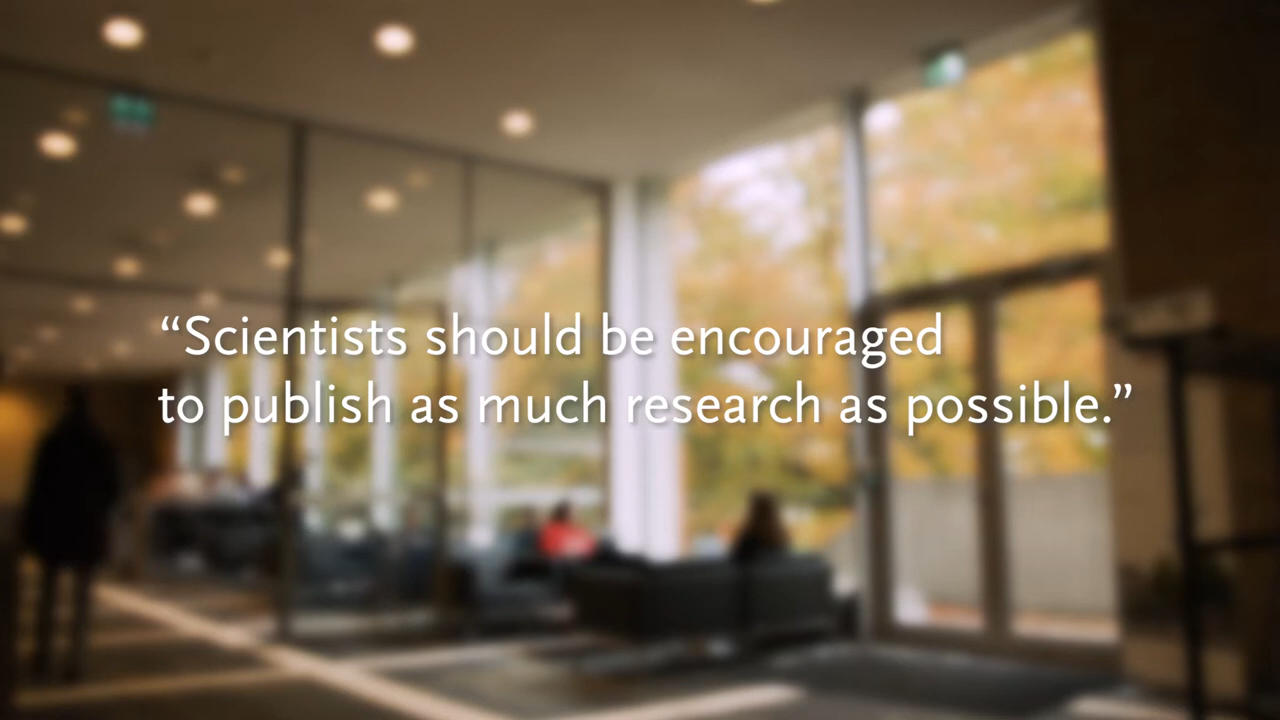 “Scientists should be encouraged
to publish as much research as possible.”